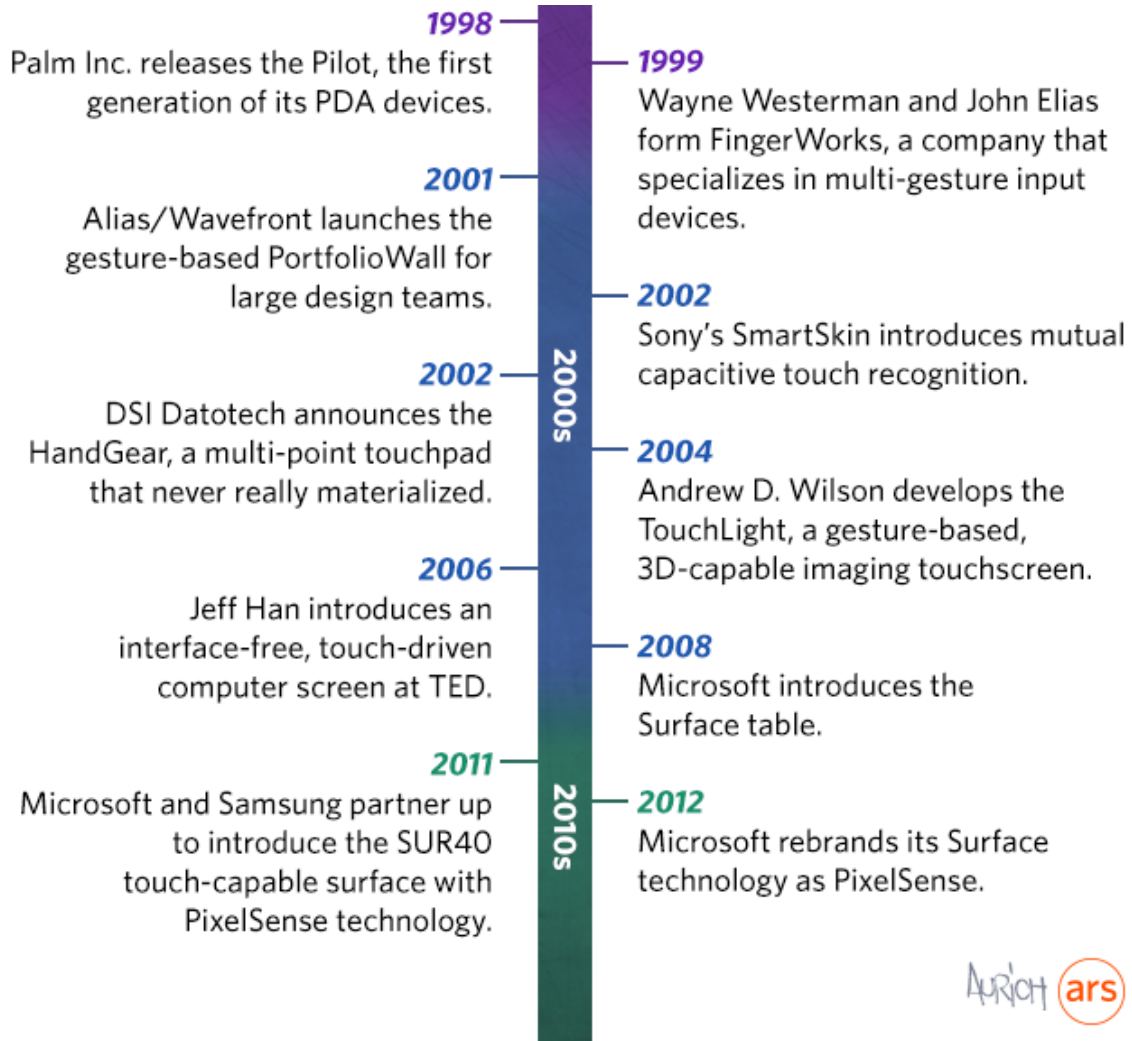 1998
Palm Inc. releases the Pilot, the first
generation of its PDA devices.
1999
Wayne Westerman and John Elias
form FingerWorks, a company that
specializes in multi-gesture input
devices.
2001
Alias/Wavefront launches the
gesture-based PortfolioWall for
large design teams.
2002
Sony’s SmartSkin introduces mutual
capacitive touch recognition.
2000s
2002
DSI Datotech announces the
HandGear, a multi-point touchpad
that never really materialized.
2004
Andrew D. Wilson develops the
TouchLight, a gesture-based,
3D-capable imaging touchscreen.
2006
Jeff Han introduces an
interface-free, touch-driven
computer screen at TED.
2008
Microsoft introduces the
Surface table.
2011
Microsoft and Samsung partner up
to introduce the SUR40
touch-capable surface with
PixelSense technology.
2010s
2012
Microsoft rebrands its Surface
technology as PixelSense.
AURICH
ars